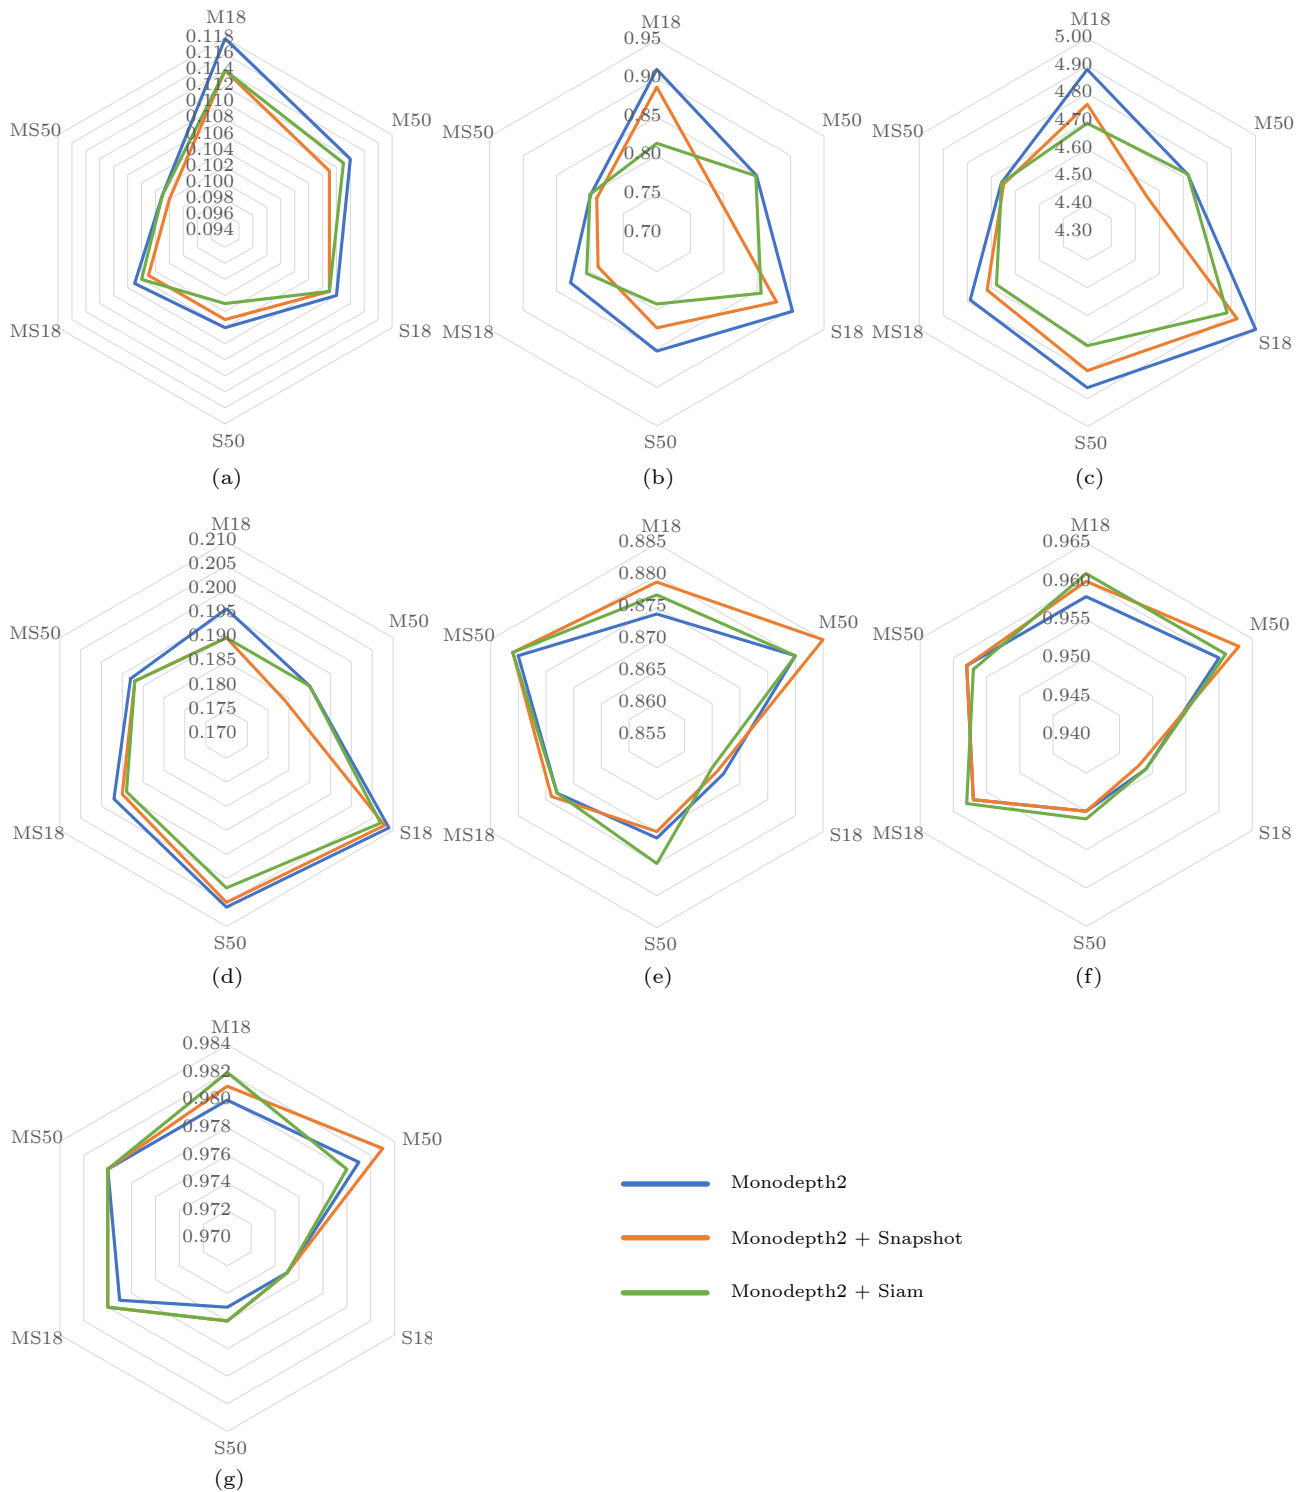 M18
0.118
0.116
0.114
0.112
0.110
0.108
0.106
0.104
0.102
0.100
0.098
0.096
0.094
M50
S18
S50
MS18
MS50
(a)
M18
0.95
0.90
0.85
0.80
0.75
0.70
M50
S18
S50
MS18
MS50
(b)
M18
5.00
4.90
4.80
4.70
4.60
4.50
4.40
4.30
M50
S18
S50
MS18
MS50
(c)
M18
0.210
0.205
0.200
0.195
0.190
0.185
0.180
0.175
0.170
M50
S18
S50
MS18
MS50
(d)
M18
0.885
0.880
0.875
0.870
0.865
0.860
0.855
M50
S18
S50
MS18
MS50
(e)
M18
0.965
0.960
0.955
0.950
0.945
0.940
M50
S18
S50
MS18
MS50
(f)
M18
0.984
0.982
0.980
0.978
0.976
0.974
0.972
0.970
M50
S18
S50
MS18
MS50
(g)
Monodepth2
Monodepth2 + Snapshot
Monodepth2 + Siam